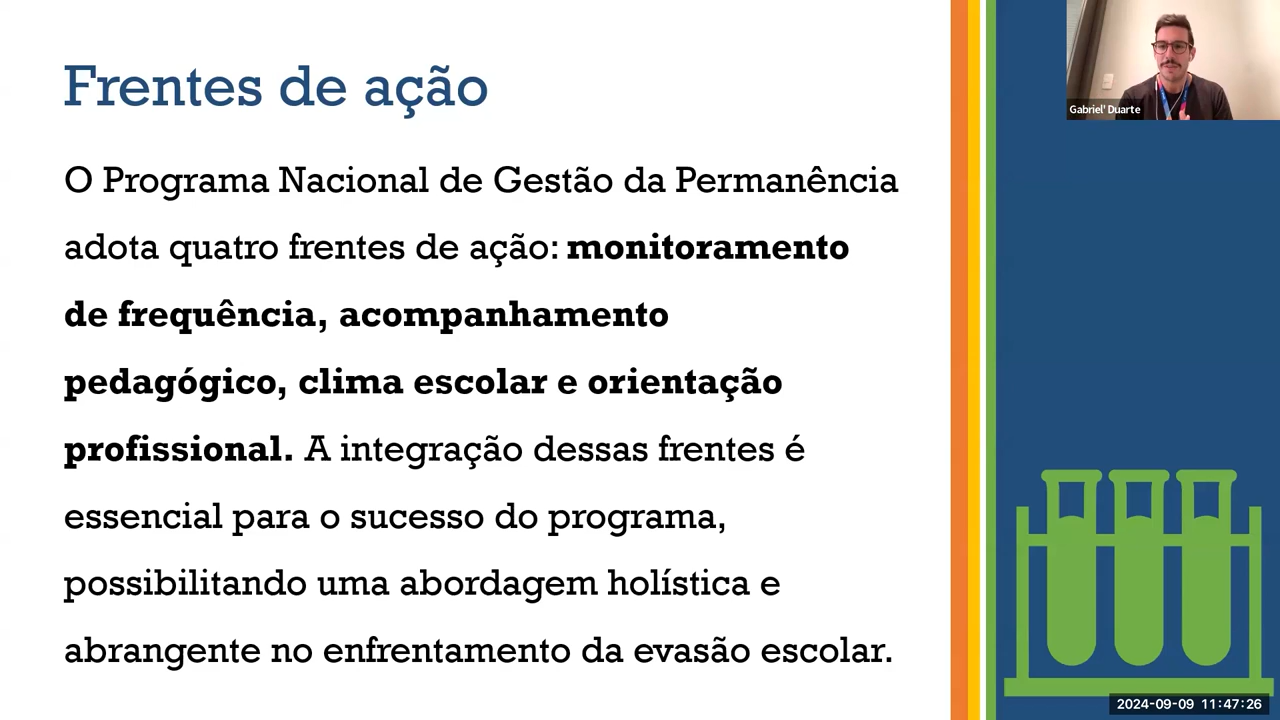 Frentes de ação
O Programa Nacional de Gestão da Permanência
adota quatro frentes de ação: monitoramento
de frequência, acompanhamento
pedagógico, clima escolar e orientação
profissional. A integração dessas frentes é
essencial para o sucesso do programa,
possibilitando uma abordagem holística e
abrangente no enfrentamento da evasão escolar.
Gabriel' Duarte
2024-09-09 11:47:26